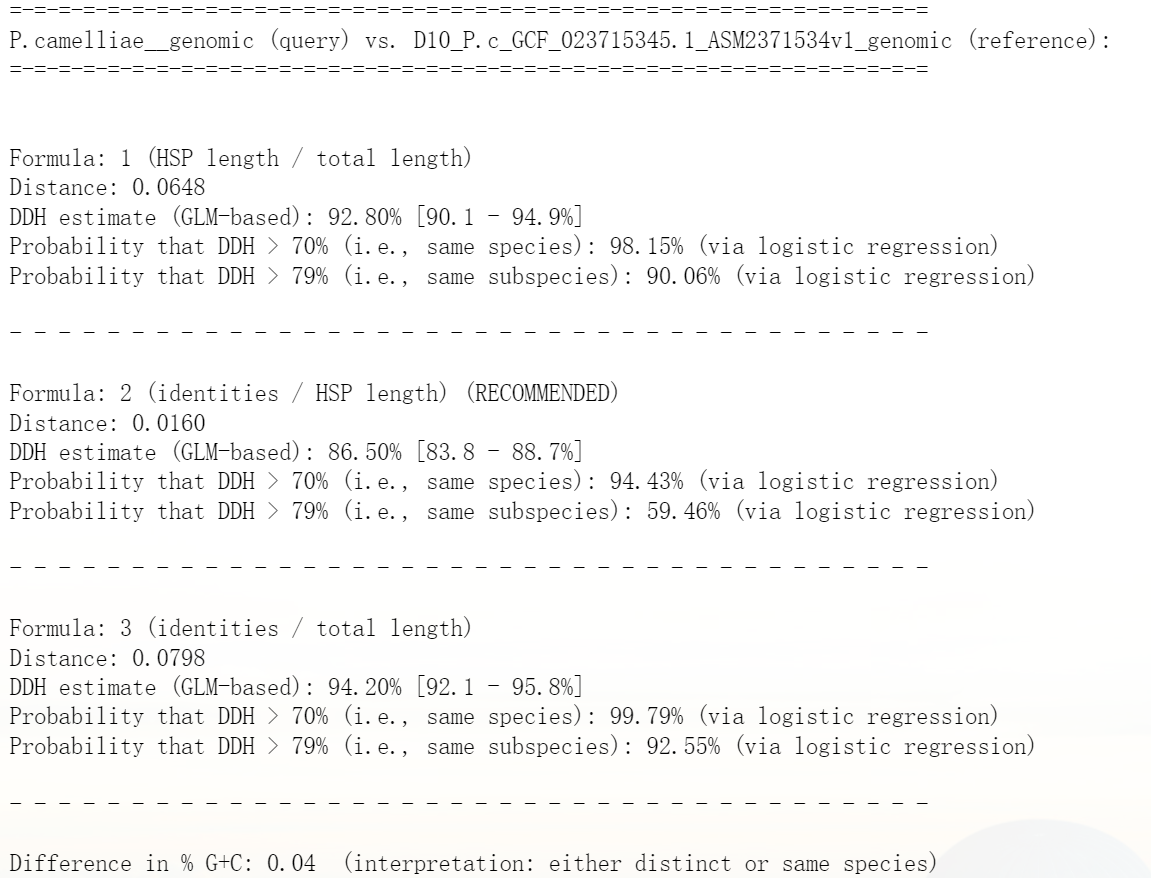 =-=-=-=-=-=-=-=-=-=-=-=-=-=-=-=-=-=-=-=-=-=-=-=-=-=-=-=-=-=-=-=-=-=-=-=-=-=
P.camelliae__genomic (query) vs. D10_P.c_GCF_023715345.1_ASM2371534v1_genomic (reference):
=-=-=-=-=-=-=-=-=-=-=-=-=-=-=-=-=-=-=-=-=-=-=-=-=-=-=-=-=-=-=-=-=-=-=-=-=-=
Formula: 1 (HSP length / total length)
Distance: 0.0648
DDH estimate (GLM-based): 92.80% [90.1 - 94.9%]
Probability that DDH > 70% (i.e., same species): 98.15% (via logistic regression)
Probability that DDH > 79% (i.e., same subspecies): 90.06% (via logistic regression)
- - - - - - - - - - - - - - - - - - - - - - - - - - - - - - - - - - - - - -
Formula: 2 (identities / HSP length) (RECOMMENDED)
Distance: 0.0160
DDH estimate (GLM-based): 86.50% [83.8 - 88.7%]
Probability that DDH > 70% (i.e., same species): 94.43% (via logistic regression)
Probability that DDH > 79% (i.e., same subspecies): 59.46% (via logistic regression)
- - - - - - - - - - - - - - - - - - - - - - - - - - - - - - - - - - - - - -
Formula: 3 (identities / total length)
Distance: 0.0798
DDH estimate (GLM-based): 94.20% [92.1 - 95.8%]
Probability that DDH > 70% (i.e., same species): 99.79% (via logistic regression)
Probability that DDH > 79% (i.e., same subspecies): 92.55% (via logistic regression)
- - - - - - - - - - - - - - - - - - - - - - - - - - - - - - - - - - - - - -
Difference in % G+C: 0.04  (interpretation: either distinct or same species)